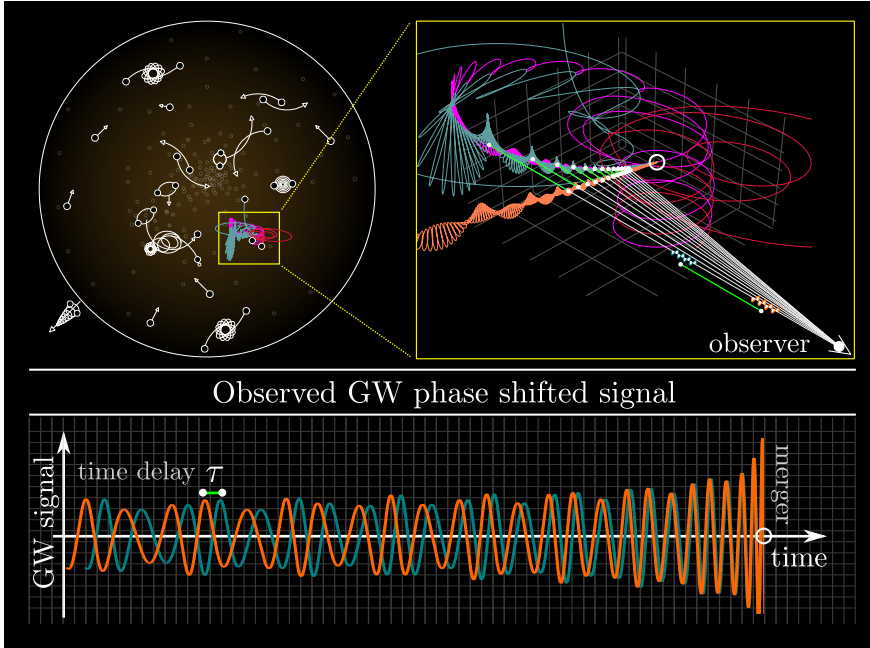 observer
Observed GW phase shifted signal
time delay τ
GW signal
merger
time